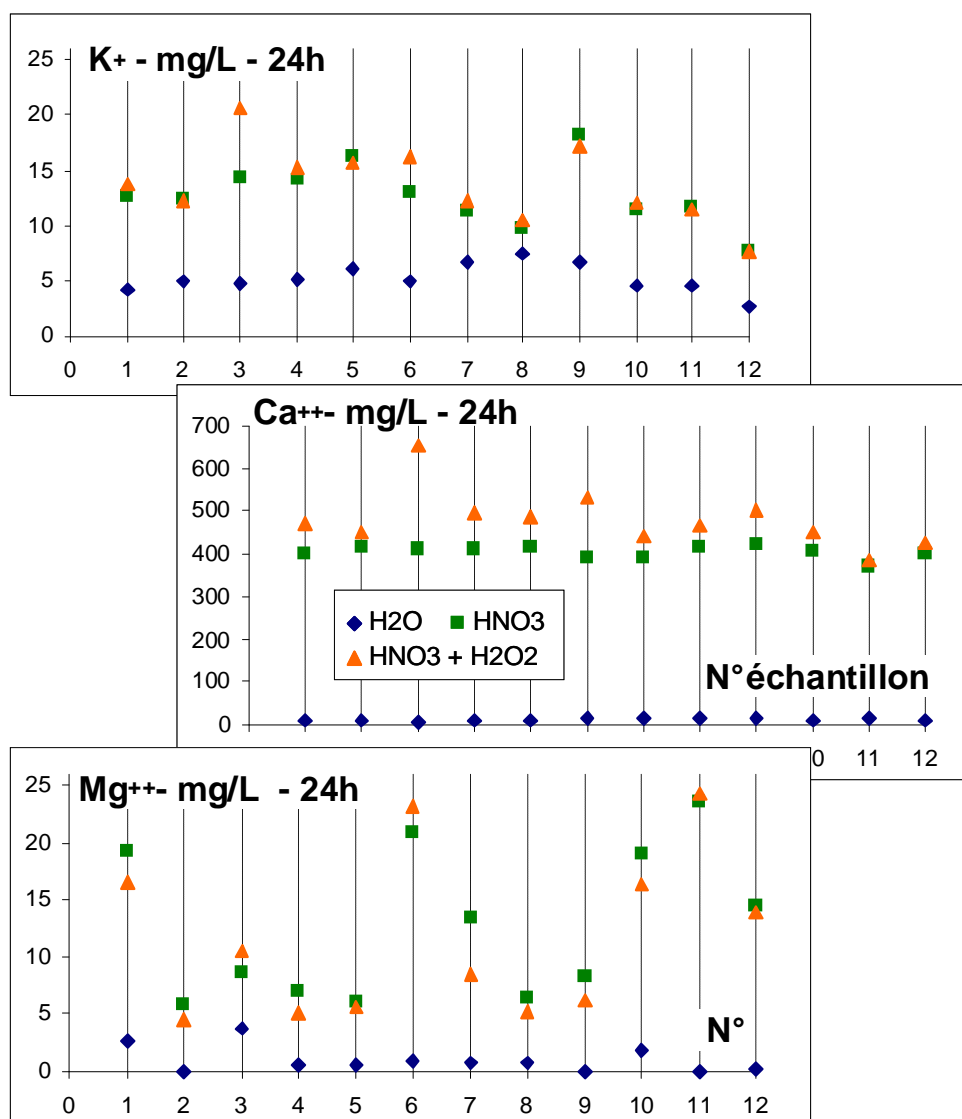 K+ - mg/L - 24h
25
20
15
10
5
0
0 1 2 3 4 5 6 7 8 9 10 11 12
Ca++- mg/L - 24h
700
600
500
400
300
200
100
0
H2O HNO3
HNO3 + H2O2
N°échantillon
0 11 12
Mg++- mg/L - 24h
25
20
15
10
5
0
N°
0 1 2 3 4 5 6 7 8 9 10 11 12